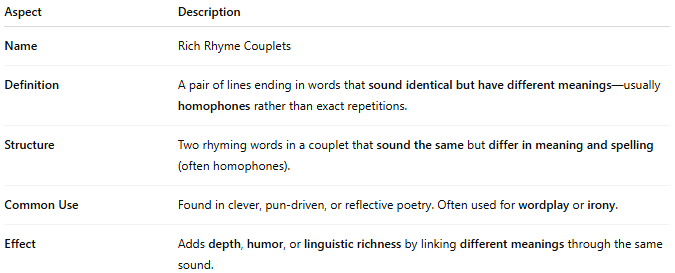 Aspect Description
Name Rich Rhyme Couplets
Definition A pair of lines ending in words that sound identical but have different meanings—usually
homophones rather than exact repetitions.
Structure Two rhyming words in a couplet that sound the same but differ in meaning and spelling
(often homophones).
Common Use Found in clever, pun-driven, or reflective poetry. Often used for wordplay or irony.
Effect Adds depth, humor, or linguistic richness by linking different meanings through the same
sound.